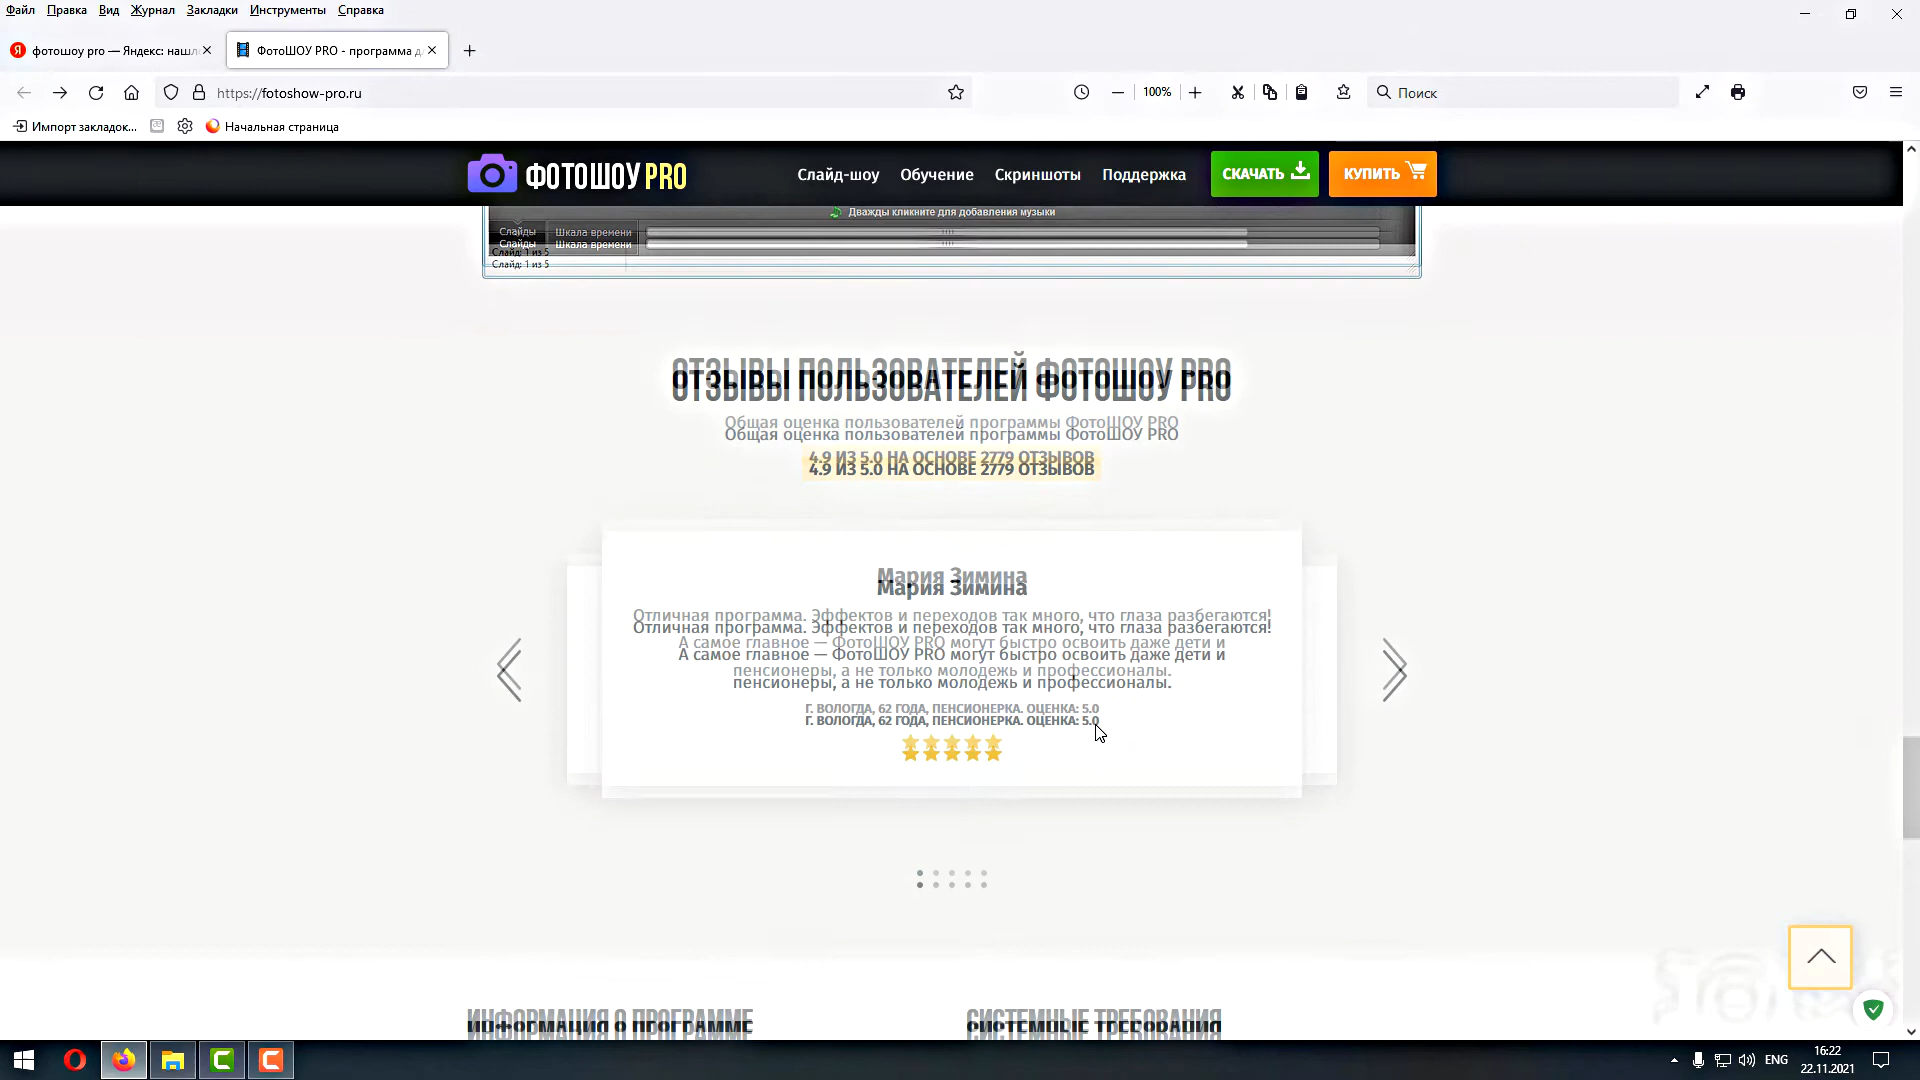 Файл Правка Вид Журнал Закладки Инструменты Справка
фотошоу pro — Яндекс: нашл
ФотоШОУ PRO - программа д
https://fotoshow-pro.ru
100%
Поиск
Импорт закладок...
Начальная страница
ФОТОШОУ PRO
Слайд-шоу Обучение Скриншоты Поддержка
СКАЧАТЬ
КУПИТЬ
Дважды кликните для добавления музыки
Слайды Шкала времени
Слайд: 1 из 5
ОТЗЫВЫ ПОЛЬЗОВАТЕЛЕЙ ФОТОШОУ PRO
Общая оценка пользователей программы ФотоШОУ PRO
4.9 ИЗ 5.0 НА ОСНОВЕ 2779 ОТЗЫВОВ
Мария Зимина
Отличная программа. Эффектов и переходов так много, что глаза разбегаются!
А самое главное — ФотоШОУ PRO могут быстро освоить даже дети и
пенсионеры, а не только молодежь и профессионалы.
Г. ВОЛОГДА, 62 ГОДА, ПЕНСИОНЕРКА. ОЦЕНКА: 5.0
ИНФОРМАЦИЯ О ПРОГРАММЕ
СИСТЕМНЫЕ ТРЕБОВАНИЯ
ENG
16:22
22.11.2021